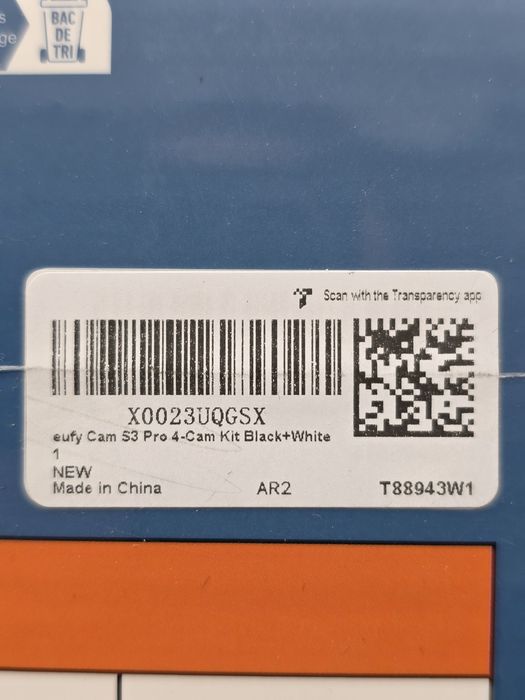 s
ge
BAC
DE
TRI
Scan with the Transparency app
X0023UQGSX
eufy Cam S3 Pro 4-Cam Kit Black+White
1
NEW
Made in China AR2 T88943W1